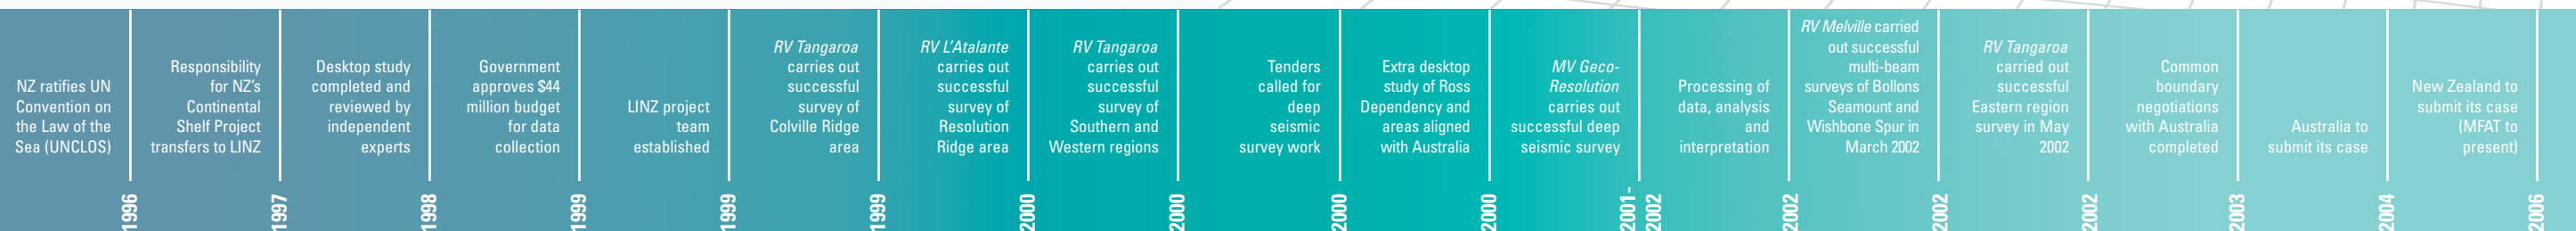 NZ ratifies UN
Convention on
the Law of the
Sea (UNCLOS)
1996
Responsibility
for NZ's
Continental
Shelf Project
transfers to LINZ
1997
Desktop study
completed and
reviewed by
independent
experts
1998
Government
approves $44
million budget
for data
collection
1999
LINZ project
team
established
1999
RV Tangaroa
carries out
successful
survey of
Colville Ridge
area
1999
RV L'Atalante
carries out
successful
survey of
Resolution
Ridge area
2000
RV Tangaroa
carries out
successful
survey of
Southern and
Western regions
2000
Tenders
called for
deep
seismic
survey work
2000
Extra desktop
study of Ross
Dependency and
areas aligned
with Australia
2000
MV Geco-
Resolution
carries out
successful deep
seismic survey
2001-
2002
Processing of
data, analysis
and
interpretation
2002
RV Melville carried
out successful
multi-beam
surveys of Bollons
Seamount and
Wishbone Spur in
March 2002
2002
RV Tangaroa
carried out
successful
Eastern region
survey in May
2002
2002
Common
boundary
negotiations
with Australia
completed
2003
Australia to
submit its case
2004
New Zealand to
submit its case
(MFAT to
present)
2006